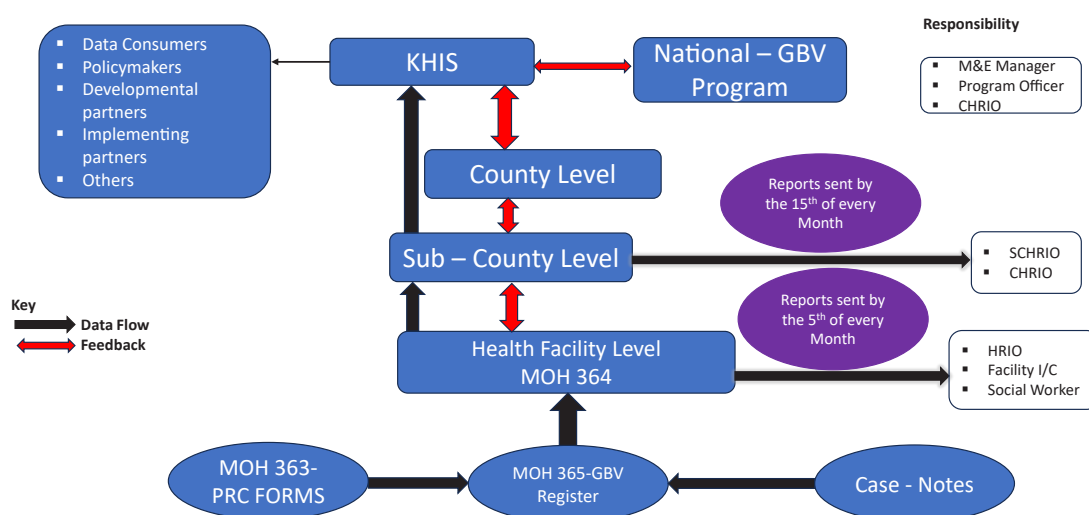 ▪ Data Consumers
▪ Policymakers
▪ Developmental
partners
▪ Implementing
partners
▪ Others
KHIS
National – GBV
Program
Responsibility
▪ M&E Manager
▪ Program Officer
▪ CHRIO
County Level
Reports sent by
the 15th of every
Month
Sub – County Level
▪ SCHRIO
▪ CHRIO
Key
Data Flow
Feedback
Reports sent by
the 5th of every
Month
Health Facility Level
MOH 364
▪ HRIO
▪ Facility I/C
▪ Social Worker
MOH 363-
PRC FORMS
MOH 365-GBV
Register
Case - Notes